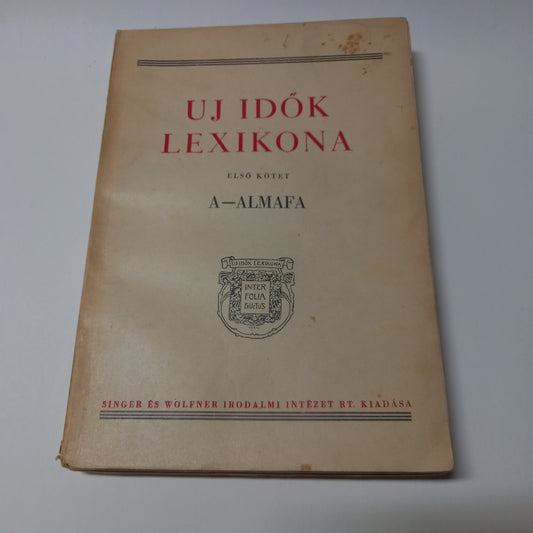 UJ IDŐK
LEXIKONA
ELSŐ KÖTET
A—ALMAFA
UJ IDŐK LEXIKONA
INTER
FOLIA
FRUCTUS
SINGER ÉS WOLFNER IRODALMI INTÉZET RT. KIADÁSA